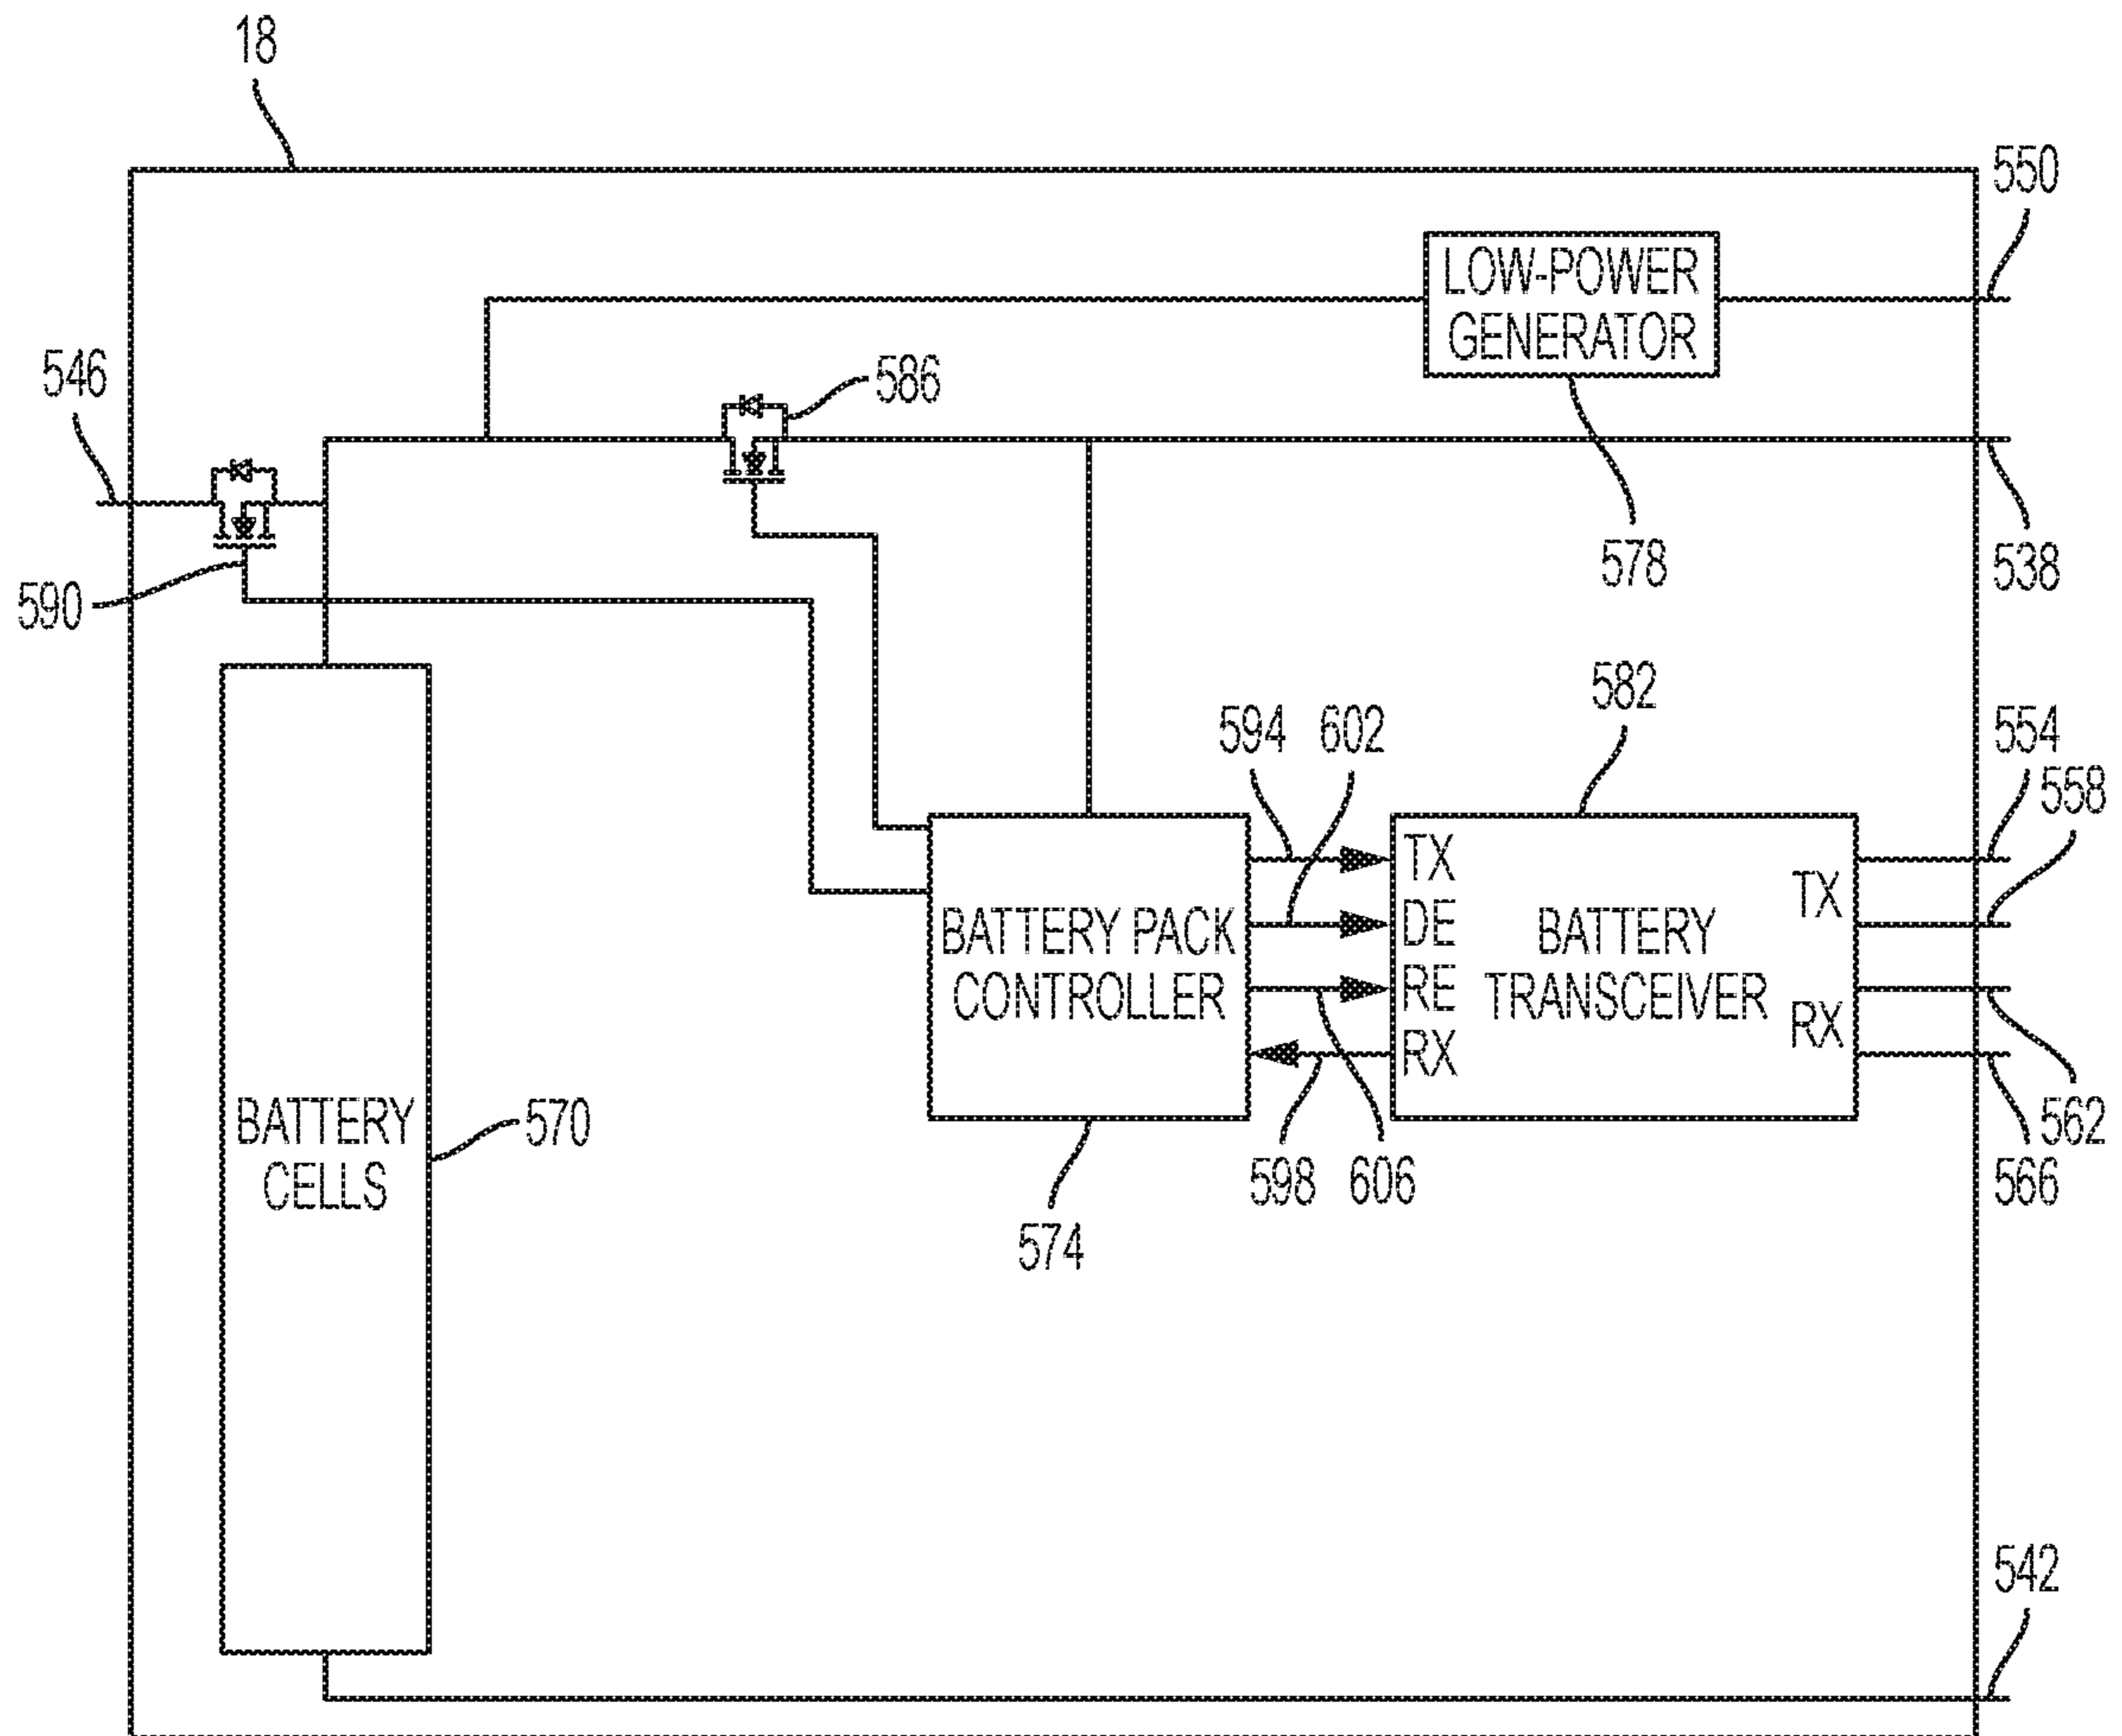 18
550
LOW-POWER
GENERATOR
546
586
578
538
590
582
594
602
554
558
TX
DE
RE
RX
BATTERY PACK
CONTROLLER
BATTERY
TRANSCEIVER
TX
RX
BATTERY
CELLS
570
598
606
562
566
574
542